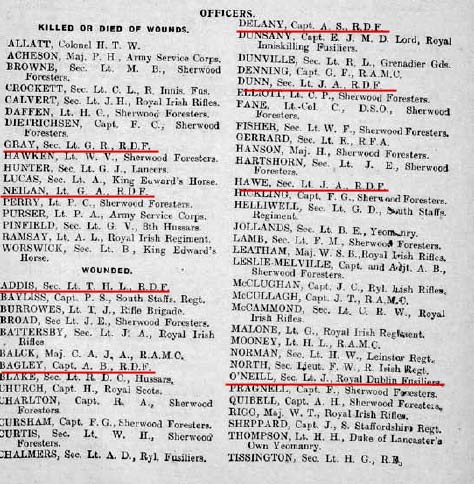 OFFICERS.
KILLED OR DIED OF WOUNDS.
ALLATT, Colonel H. T. W.
ACHESON, Maj. P. H., Army Service Corps.
BROWNE, Sec. Lt. M. B., Sherwood
Foresters.
CROCKETT, Sec. Lt. C. L., R. Innis. Fus.
CALVERT, Sec. Lt. J. H., Royal Irish Rifles.
DAFFEN, Lt. H. C., Sherwood Foresters.
DIETRICHSEN, Capt. F. C., Sherwood
Foresters.
GRAY, Sec. Lt. G. R., R.D.F.
HAWKEN, Lt. W. V., Sherwood Foresters.
HUNTER, Sec. Lt. G. J., Lancers.
LUCAS, Sec. Lt. A., King Edward's Horse.
NEILAN, Lt. G. A., R.D.F.
PERRY, Lt. P. C., Sherwood Foresters.
PURSER, Lt. P. A., Army Service Corps.
PINFIELD, Sec. Lt. G. V., 8th Hussars.
RAMSAY, Lt. A. L., Royal Irish Regiment.
WORSWICK, Sec. Lt. B., King Edward's
Horse.
WOUNDED.
ADDIS, Sec. Lt. T. H. L., R.D.F.
BAYLISS, Capt. P. S., South Staffs. Regt.
BURROWES, Lt. T. J., Rifle Brigade.
BROAD, Sec Lt. J. E., Sherwood Foresters.
BATTERSBY, Sec. Lt. J. A., Royal Irish
Rifles.
BALCK, Maj. C. A. J. A., R.A.M.C.
BAGLEY, Capt. A. B., R.D.F.
BLAKE, Sec. Lt. R. D. C., Hussars,
CHURCH, Capt. H., Royal Scots.
CHARLTON, Capt. R. A., Sherwood
Foresters.
CURSHAM, Capt. F. G., Sherwood Foresters.
CURTIS, Sec. Lt. W. H., Sherwood
Foresters.
CHALMERS, Sec. Lt. A. D., Ryl. Fusiliers.
DELANY, Capt. A. S., R.D.F.
DUNSANY, Capt. E. J. M. D. Lord, Royal
Inniskilling Fusiliers.
DUNVILLE, Sec. Lt. R. L., Grenadier Gds.
DENNING, Capt. C. F., R.A.M.C.
DUNN, Sec. Lt. J. A., R.D.F.
ELLIOTT, Lt. C. P., Sherwood Foresters.
FANE, Lt.-Col. C., D.S.O., Sherwood
Foresters.
FISHER, Sec. Lt. W. F., Sherwood Foresters.
GERRARD, Sec. Lt. E., R.F.A.
HANSON, Maj. H., Sherwood Foresters.
HARTSHORN, Sec. Lt. J. E., Sherwood
Foresters.
HAWE, Sec. Lt. J. A., R.D.F.
HICKLING, Capt. F. G., Sherwood Foresters.
HELLIWELL, Sec. Lt. G. D., South Staffs.
Regiment.
JOLLANDS, Sec. Lt. B. E., Yeomanry.
LAMB, Sec. Lt. F. M., Sherwood Foresters.
LEATHAM, Maj. W. S. B., Royal Irish Rifles.
LESLIE-MELVILLE, Capt. and Adjt. A. B.,
Sherwood Foresters.
McCLUGHAN, Capt. J. C., Ryl. Irish Rifles.
McCULLAGH, Capt. J. T., R.A.M.C.
McCAMMOND, Sec. Lt. C. R. W., Royal
Irish Rifles.
MALONE, Lt. G., Royal Irish Regiment.
MOONEY, Lt. H. L., R.A.M.C.
NORMAN, Sec. Lt. H. W., Leinster Regt.
NORTH, Sec. Lieut. F. W., R. Irish Regt.
O'NEILL, Sec. Lt. J., Royal Dublin Fusiliers
PRAGNELL, Capt. F., Sherwood Foresters.
QUIBELL, Capt. A. H., Sherwood Foresters.
RIGG, Maj. W. T., Royal Irish Rifles.
SHEPPARD, Capt. J., S. Staffordshire Regt.
THOMPSON, Lt. H. H., Duke of Lancaster's
Own Yeomanry.
TISSINGTON, Sec. Lt. H. G., R.E.